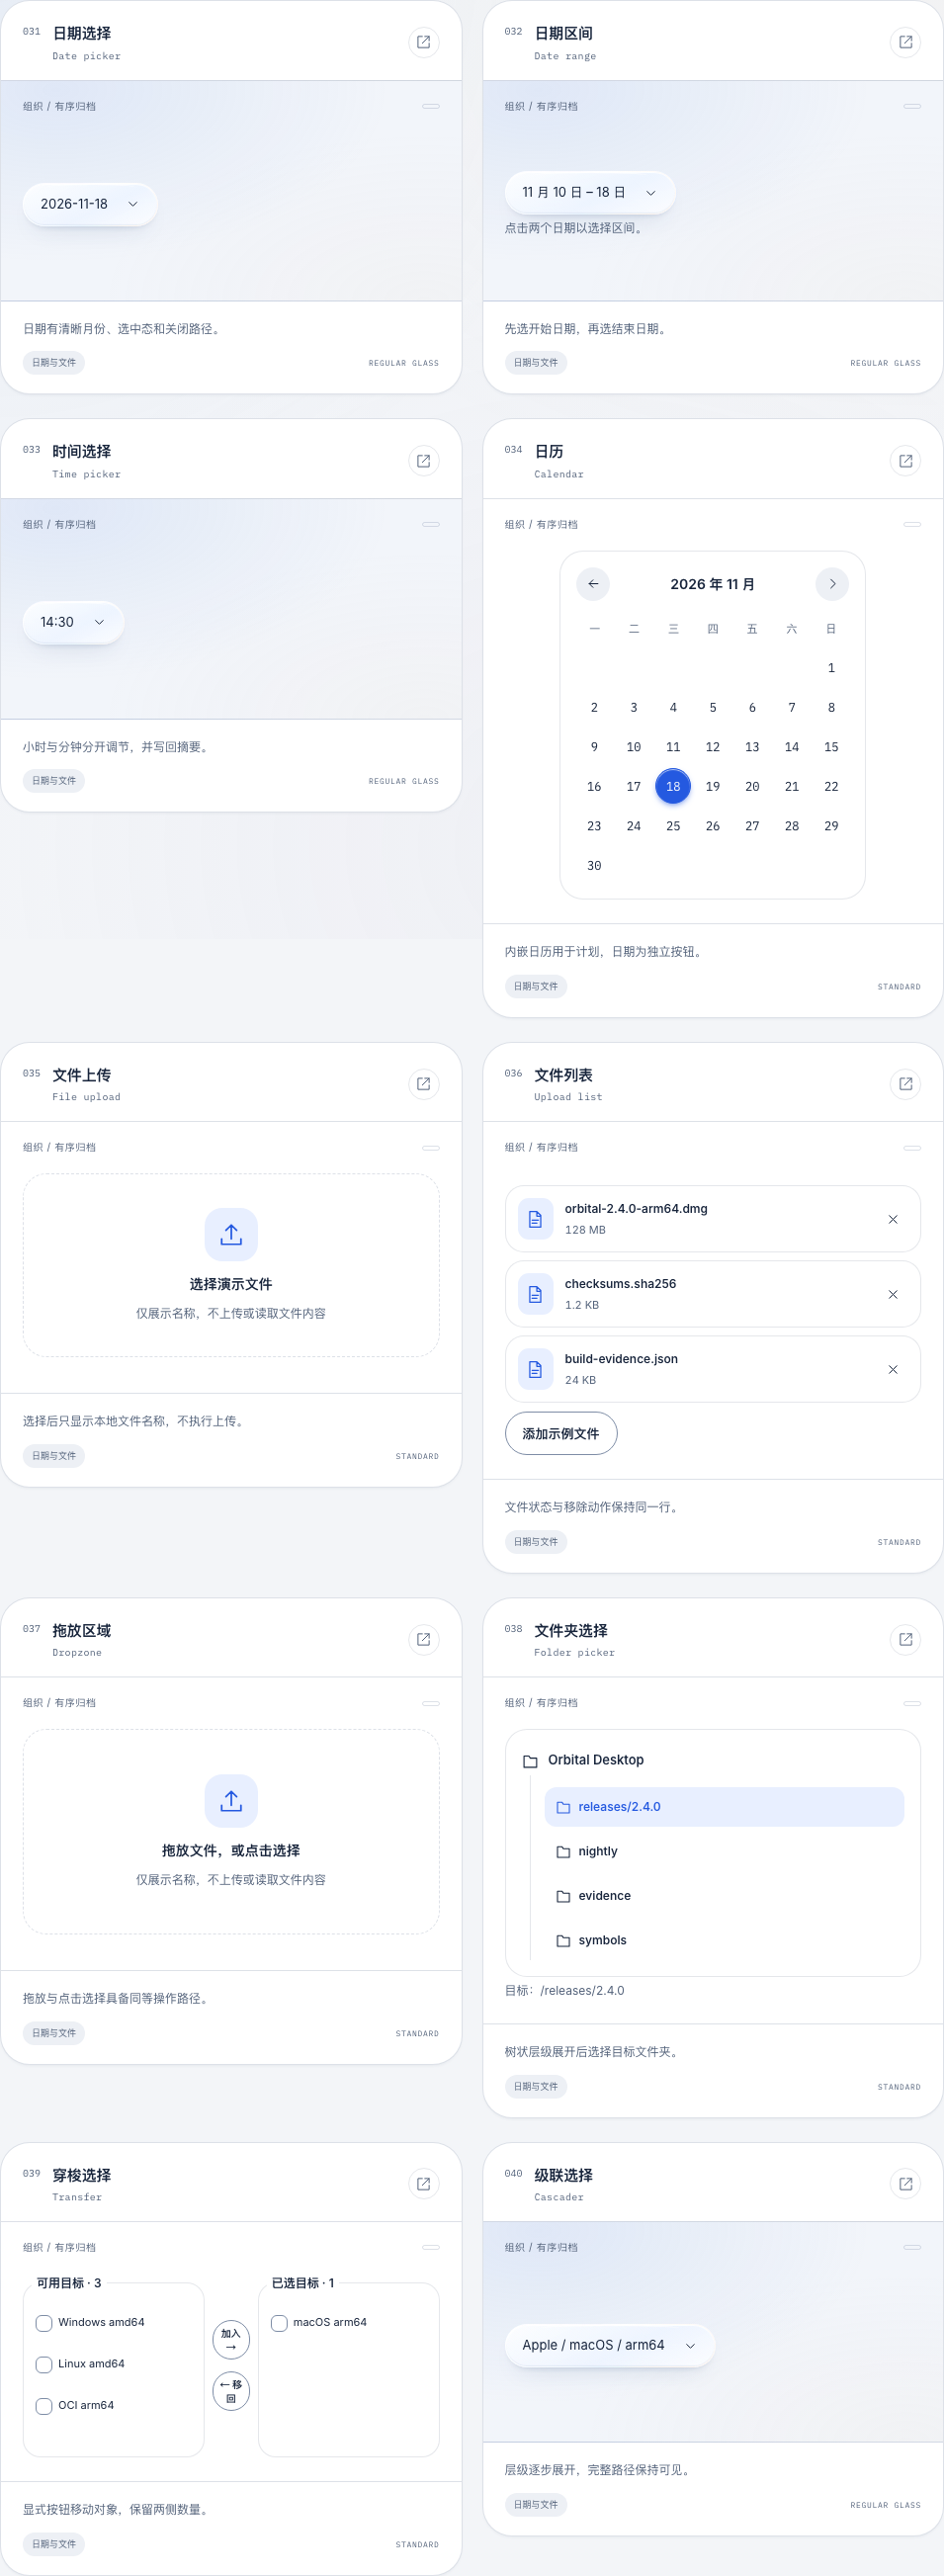 031 日期选择
Date picker
组织 / 有序归档
2026-11-18
日期有清晰月份、选中态和关闭路径。
日期与文件 REGULAR GLASS
032 日期区间
Date range
组织 / 有序归档
11 月 10 日 – 18 日
点击两个日期以选择区间。
先选开始日期，再选结束日期。
日期与文件 REGULAR GLASS
033 时间选择
Time picker
组织 / 有序归档
14:30
小时与分钟分开调节，并写回摘要。
日期与文件 REGULAR GLASS
034 日历
Calendar
组织 / 有序归档
← 2026 年 11 月
一 二 三 四 五 六 日
1
2 3 4 5 6 7 8
9 10 11 12 13 14 15
16 17 18 19 20 21 22
23 24 25 26 27 28 29
30
内嵌日历用于计划，日期为独立按钮。
日期与文件 STANDARD
035 文件上传
File upload
组织 / 有序归档
选择演示文件
仅展示名称，不上传或读取文件内容
选择后只显示本地文件名称，不执行上传。
日期与文件 STANDARD
036 文件列表
Upload list
组织 / 有序归档
orbital-2.4.0-arm64.dmg
128 MB
checksums.sha256
1.2 KB
build-evidence.json
24 KB
添加示例文件
文件状态与移除动作保持同一行。
日期与文件 STANDARD
037 拖放区域
Dropzone
组织 / 有序归档
拖放文件，或点击选择
仅展示名称，不上传或读取文件内容
拖放与点击选择具备同等操作路径。
日期与文件 STANDARD
038 文件夹选择
Folder picker
组织 / 有序归档
Orbital Desktop
releases/2.4.0
nightly
evidence
symbols
目标：/releases/2.4.0
树状层级展开后选择目标文件夹。
日期与文件 STANDARD
039 穿梭选择
Transfer
组织 / 有序归档
可用目标 · 3
Windows amd64
Linux amd64
OCI arm64
加入
→
← 移
回
已选目标 · 1
macOS arm64
显式按钮移动对象，保留两侧数量。
日期与文件 STANDARD
040 级联选择
Cascader
组织 / 有序归档
Apple / macOS / arm64
层级逐步展开，完整路径保持可见。
日期与文件 REGULAR GLASS